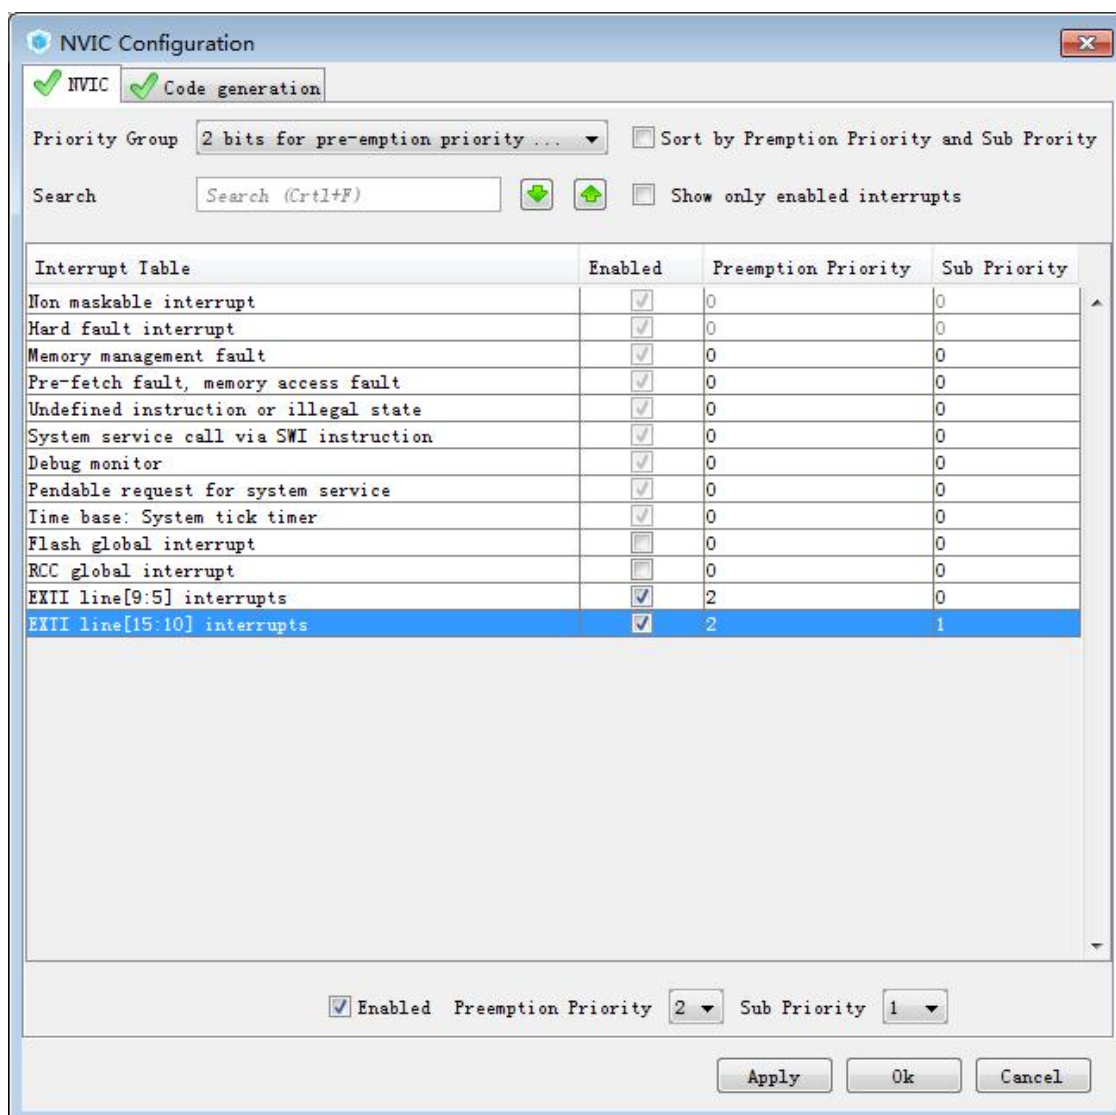 NVIC Configuration
NVIC Code generation
Priority Group 2 bits for pre-emption priority ... Sort by Premption Priority and Sub Prority
Search Search (Crtl+F) Show only enabled interrupts
Interrupt Table Enabled Preemption Priority Sub Priority
Non maskable interrupt 0 0
Hard fault interrupt 0 0
Memory management fault 0 0
Pre-fetch fault, memory access fault 0 0
Undefined instruction or illegal state 0 0
System service call via SWI instruction 0 0
Debug monitor 0 0
Pendable request for system service 0 0
Time base: System tick timer 0 0
Flash global interrupt 0 0
RCC global interrupt 0 0
EXTI line[9:5] interrupts 2 0
EXTI line[15:10] interrupts 2 1
Enabled Preemption Priority 2 Sub Priority 1
Apply Ok Cancel